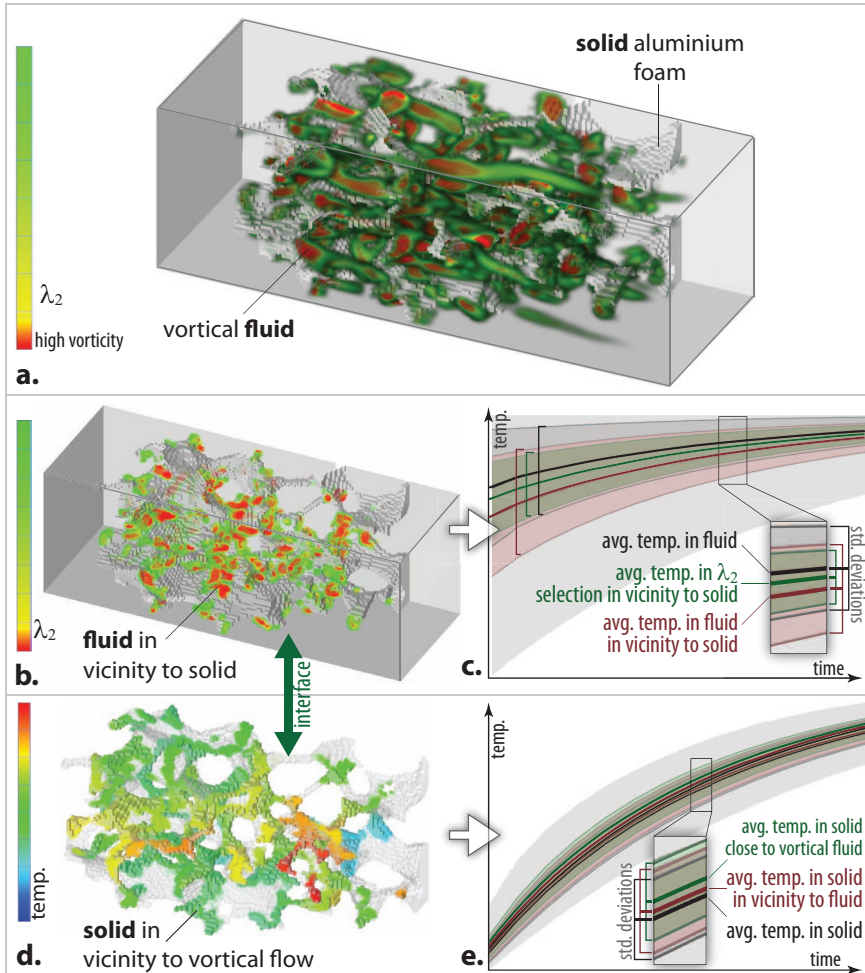 solid aluminium
foam
λ2
high vorticity
vortical fluid
a.
λ2
fluid in
vicinity to solid
b.
temp.
avg. temp. in fluid
avg. temp. in λ2
selection in vicinity to solid
avg. temp. in fluid
in vicinity to solid
std. deviations
time
c.
interface
temp.
solid in
vicinity to vortical flow
d.
temp.
std. deviations
avg. temp. in solid
close to vortical fluid
avg. temp. in solid
in vicinity to fluid
avg. temp. in solid
time
e.